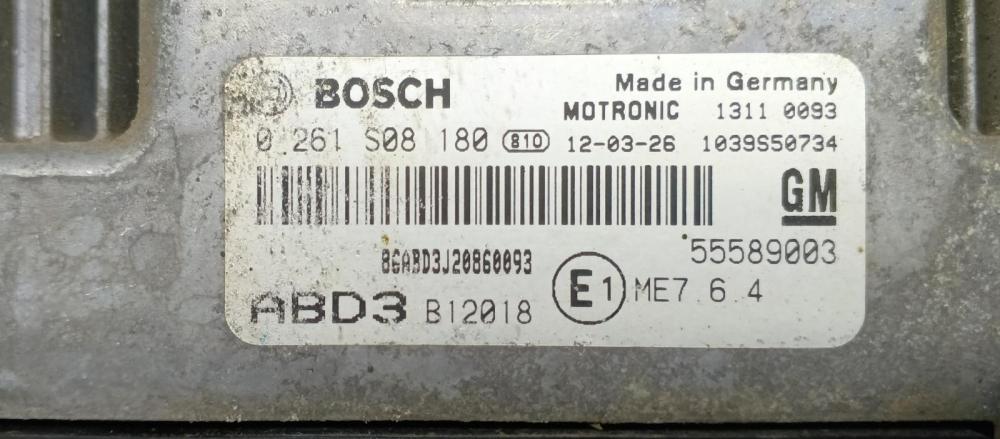 BOSCH Made in Germany
MOTRONIC 1311 0093
0 261 S08 180 810 12-03-26 1039S50734
GM
86ABD3J20860093 55589003
ABD3 B12018 E1 ME7.6.4